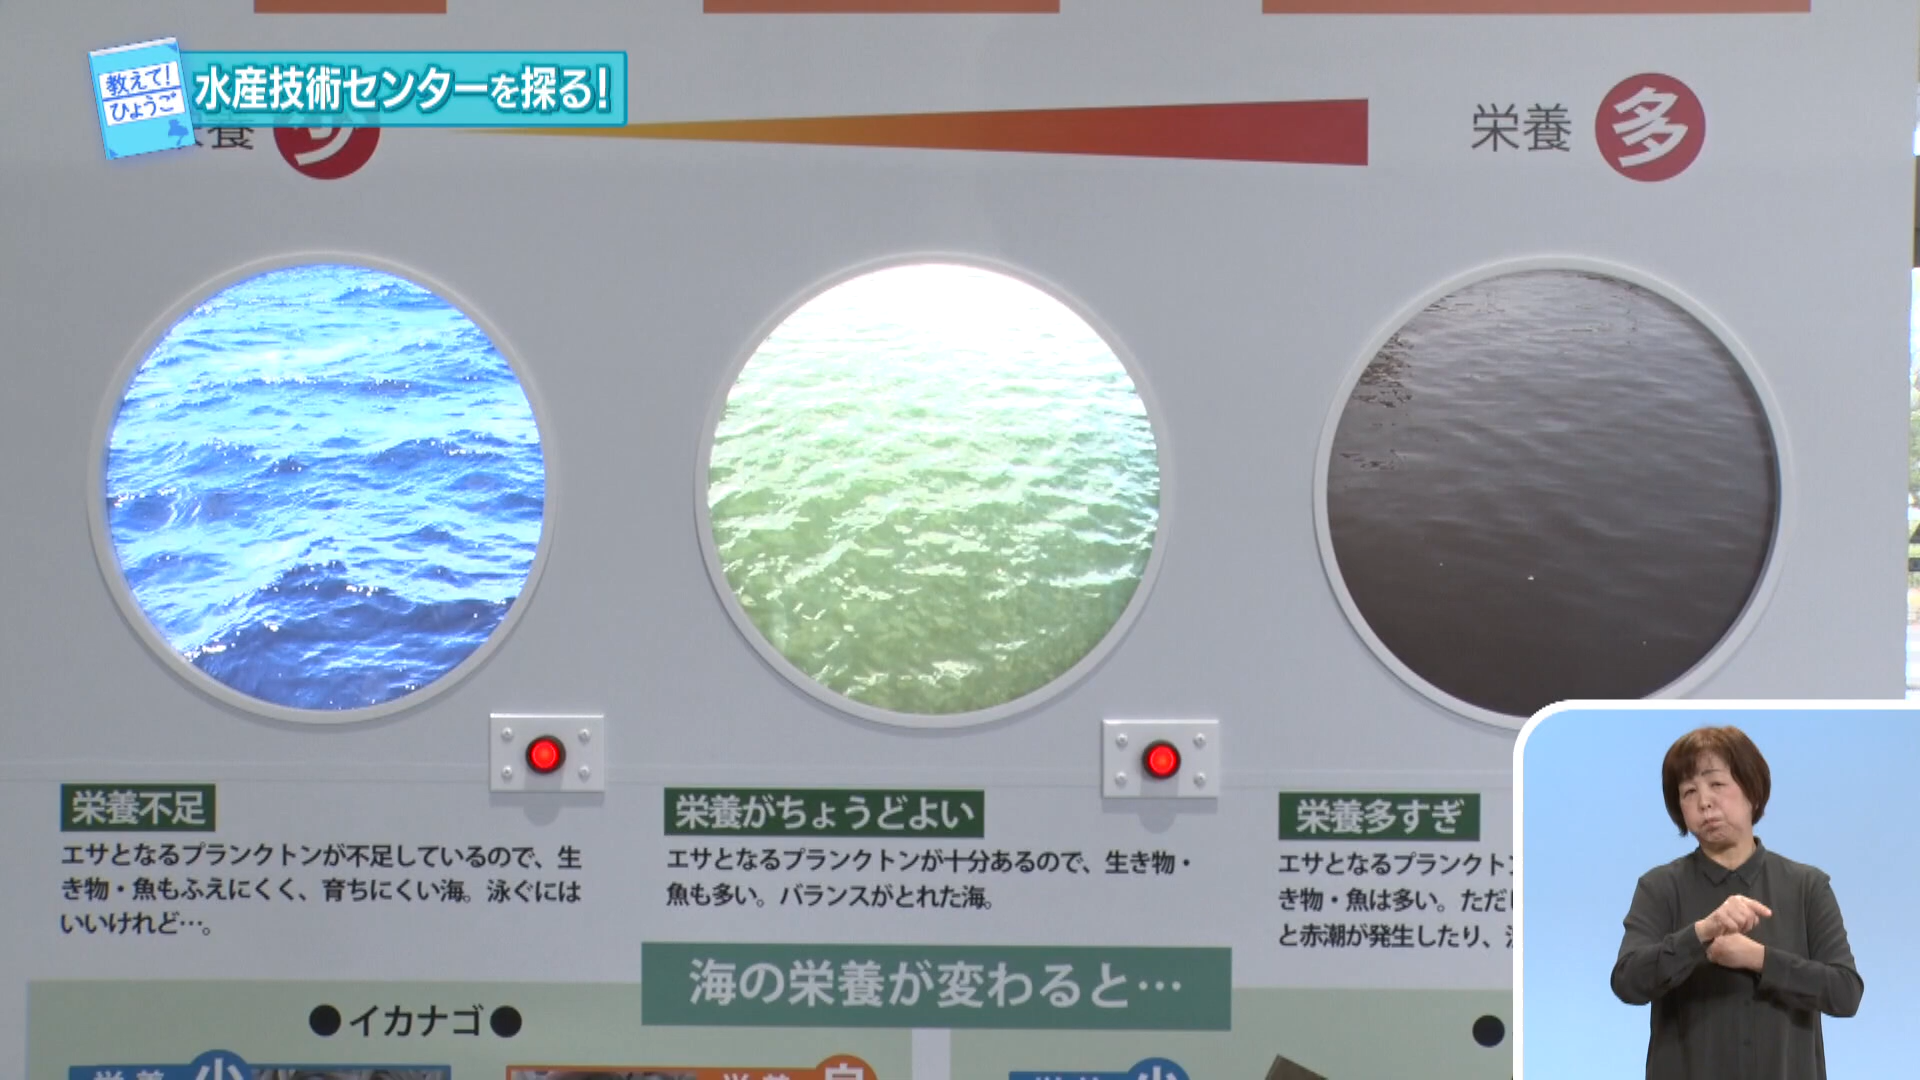 教えて!
ひょうご
水産技術センターを探る!
栄養 少
栄養 多
栄養不足
エサとなるプランクトンが不足しているので、生
き物・魚もふえにくく、育ちにくい海。泳ぐには
いいけれど…。
栄養がちょうどよい
エサとなるプランクトンが十分あるので、生き物・
魚も多い。バランスがとれた海。
栄養多すぎ
エサとなるプランクト
き物・魚は多い。ただ
と赤潮が発生したり、
海の栄養が変わると…
●イカナゴ●